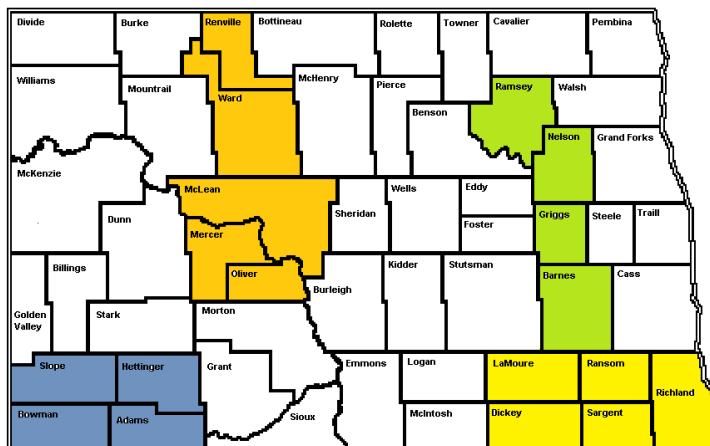 Divide
Burke
Renville
Bottineau
Rolette
Towner
Cavalier
Pembina
Williams
Mountrail
Ward
McHenry
Pierce
Benson
Ramsey
Walsh
Nelson
Grand Forks
McKenzie
Dunn
McLean
Mercer
Oliver
Sheridan
Wells
Eddy
Foster
Griggs
Steele
Traill
Billings
Golden
Valley
Stark
Morton
Burleigh
Kidder
Stutsman
Barnes
Cass
Slope
Hettinger
Grant
Emmons
Logan
LaMoure
Ransom
Richland
Bowman
Adams
Sioux
McIntosh
Dickey
Sargent